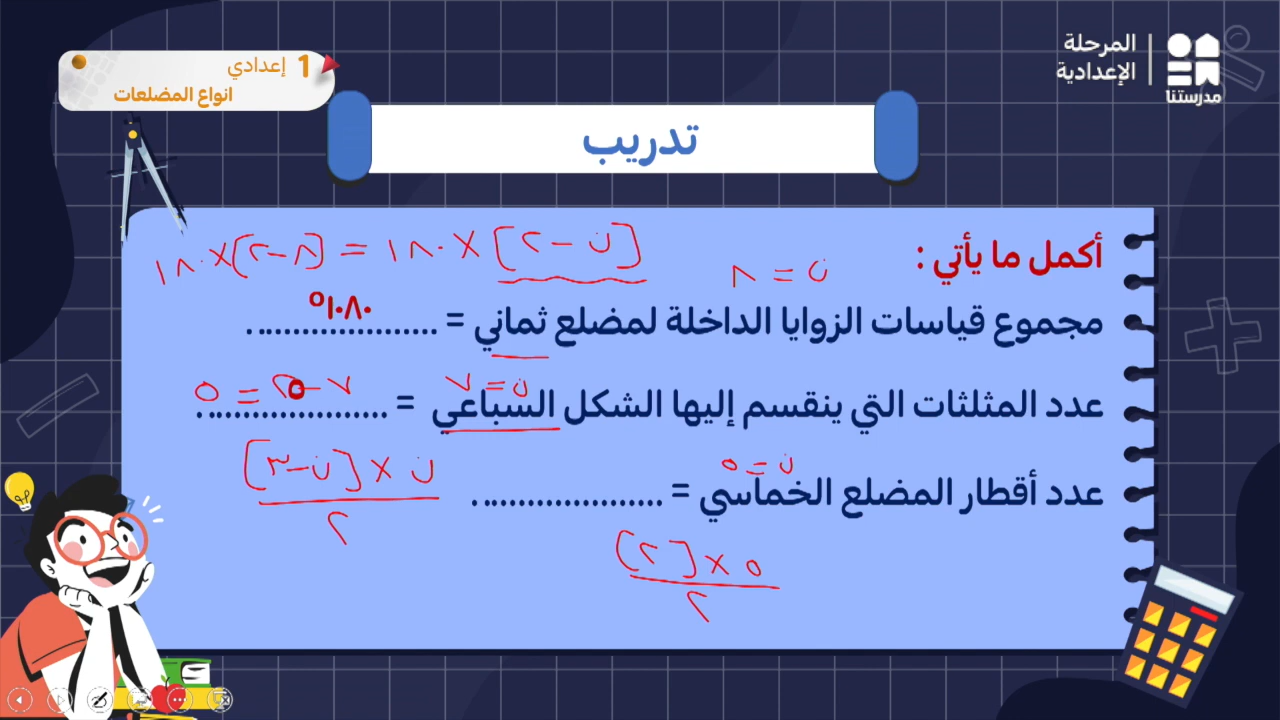 المرحلة
الإعدادية
مدرستنا
1 إعدادي
انواع المضلعات
تدريب
أكمل ما يأتي :
[ن - ٢] × ١٨٠ = [٨ - ٢] × ١٨٠
ن = ٨
مجموع قياسات الزوايا الداخلة لمضلع ثماني = ....................
١٠٨٠°
ن = ٧
عدد المثلثات التي ينقسم إليها الشكل السباعي = ....................
٧ - ٢ = ٥
٥
ن = ٥
عدد أقطار المضلع الخماسي = ....................
ن × [ن - ٣]
٢
٥ × [٢]
٢